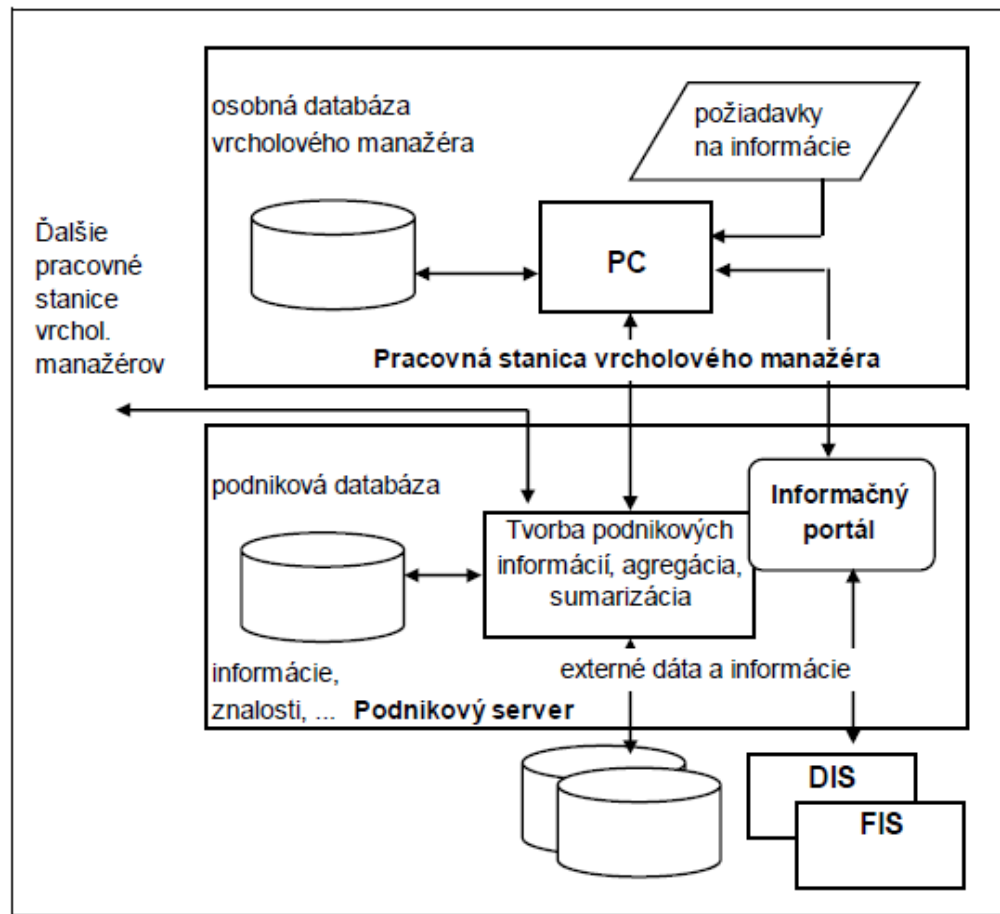 osobná databáza
vrcholového manažéra
požiadavky
na informácie
PC
Pracovná stanica vrcholového manažéra
Ďalšie
pracovné
stanice
vrchol.
manažérov
podniková databáza
Tvorba podnikových
informácií, agregácia,
sumarizácia
Informačný
portál
informácie,
znalosti, ... Podnikový server
externé dáta a informácie
DIS
FIS